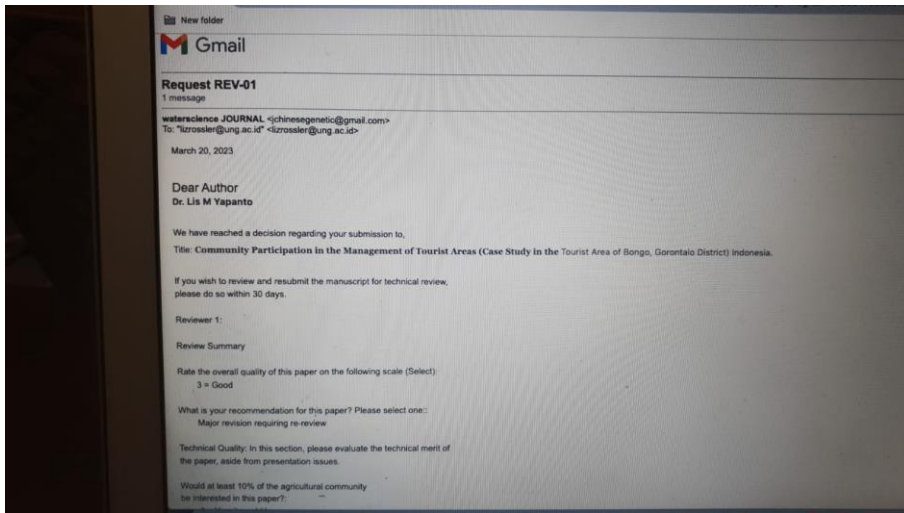 New folder
Gmail
Request REV-01
1 message
waterscience JOURNAL <jchinesegenetic@gmail.com>
To: "lizrossler@ung.ac.id" <lizrossler@ung.ac.id>
March 20, 2023
Dear Author
Dr. Lis M Yapanto
We have reached a decision regarding your submission to,
Title: Community Participation in the Management of Tourist Areas (Case Study in the Tourist Area of Bongo, Gorontalo District) Indonesia.
If you wish to review and resubmit the manuscript for technical review,
please do so within 30 days.
Reviewer 1:
Review Summary
Rate the overall quality of this paper on the following scale (Select):
3 = Good
What is your recommendation for this paper? Please select one::
Major revision requiring re-review
Technical Quality: In this section, please evaluate the technical merit of
the paper, aside from presentation issues.
Would at least 10% of the agricultural community
be interested in this paper?: